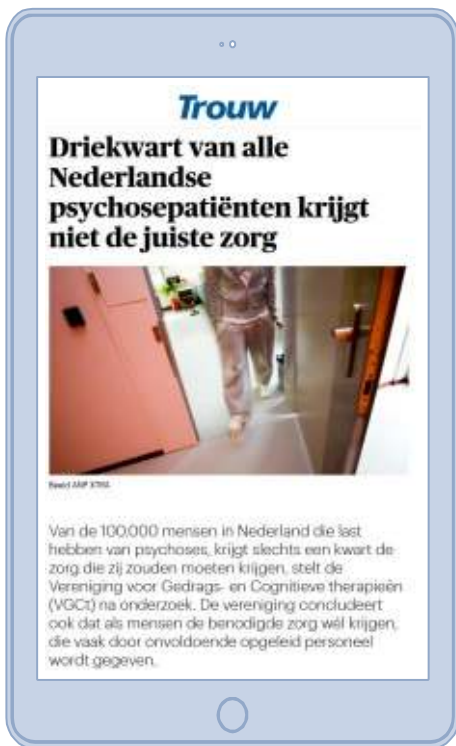 Trouw
Driekwart van alle
Nederlandse
psychosepatiënten krijgt
niet de juiste zorg
Beeld ANP XTRA
Van de 100.000 mensen in Nederland die last
hebben van psychoses, krijgt slechts een kwart de
zorg die zij zouden moeten krijgen, stelt de
Vereniging voor Gedrags- en Cognitieve therapieën
(VGCt) na onderzoek. De vereniging concludeert
ook dat als mensen de benodigde zorg wél krijgen,
die vaak door onvoldoende opgeleid personeel
wordt gegeven.